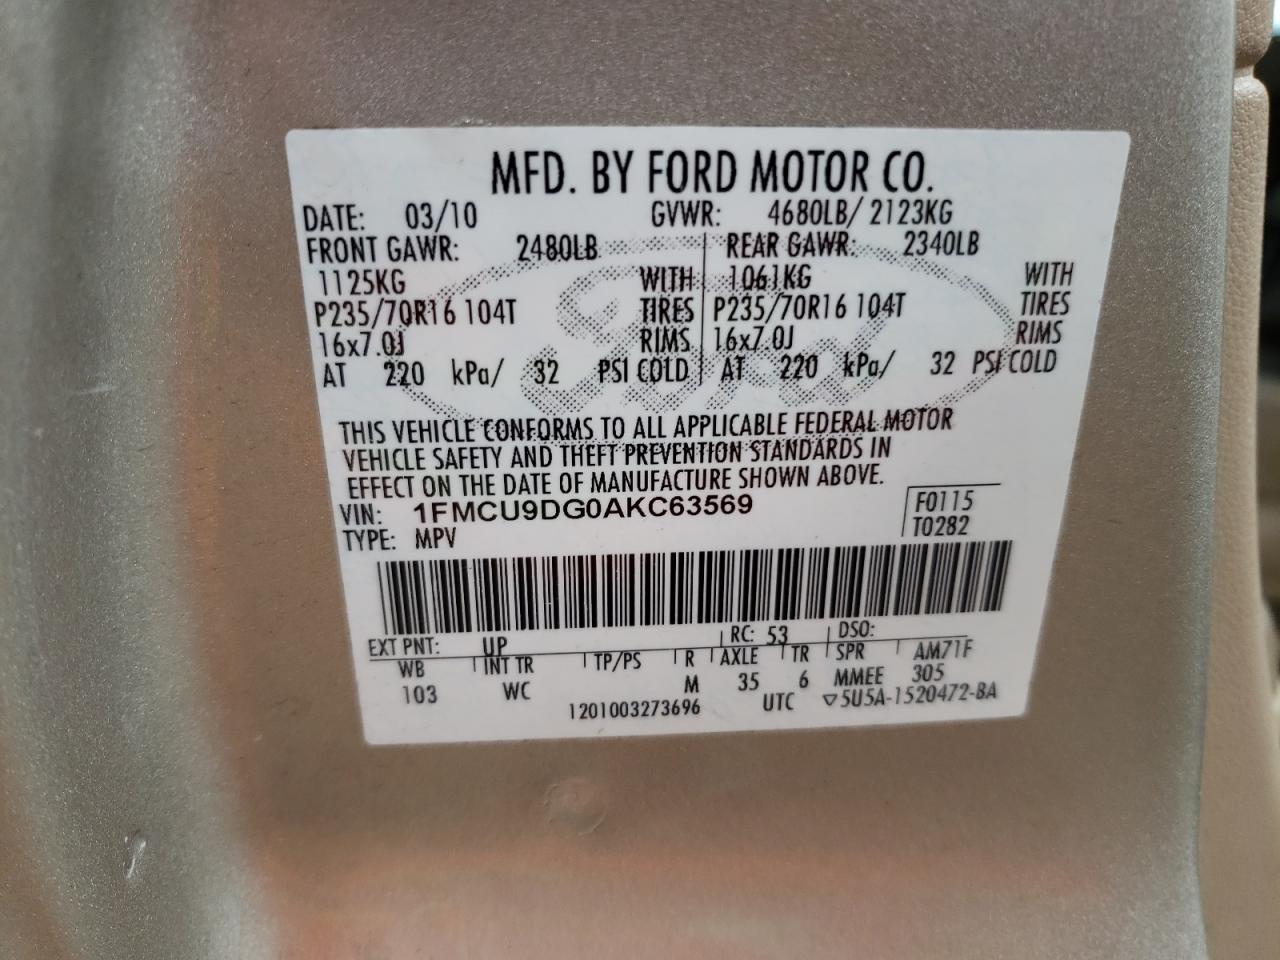 MFD. BY FORD MOTOR CO.
DATE: 03/10 GVWR: 4680LB/ 2123KG
FRONT GAWR: 2480LB REAR GAWR: 2340LB
1125KG WITH 1061KG WITH
P235/70R16 104T TIRES P235/70R16 104T TIRES
16x7.0J RIMS 16x7.0J RIMS
AT 220 kPa/ 32 PSI COLD AT 220 kPa/ 32 PSI COLD
Ford
THIS VEHICLE CONFORMS TO ALL APPLICABLE FEDERAL MOTOR
VEHICLE SAFETY AND THEFT PREVENTION STANDARDS IN
EFFECT ON THE DATE OF MANUFACTURE SHOWN ABOVE.
VIN: 1FMCU9DG0AKC63569 F0115
TYPE: MPV T0282
EXT PNT: UP RC: 53 DSO:
WB INT TR TP/PS R AXLE TR SPR AM71F
103 WC M 35 6 MMEE 305
1201003273696 UTC ▽5U5A-1520472-BA